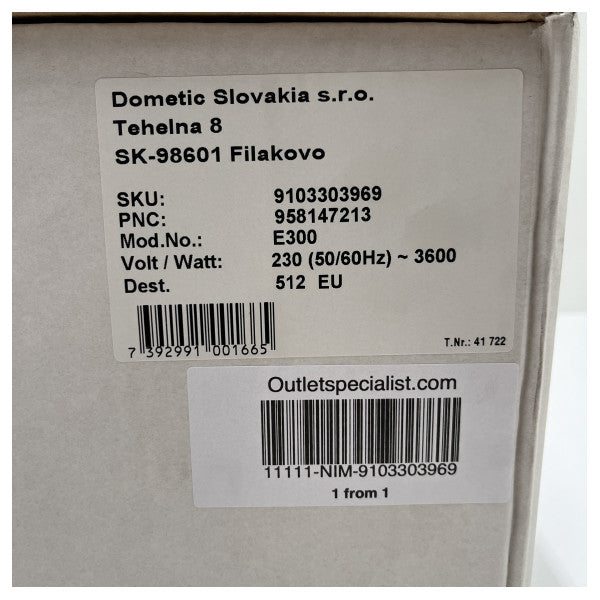 Dometic Slovakia s.r.o.
Tehelna 8
SK-98601 Filakovo
SKU: 9103303969
PNC: 958147213
Mod.No.: E300
Volt / Watt: 230 (50/60Hz) ~ 3600
Dest. 512 EU
7 392991 001665
T.Nr.: 41 722
Outletspecialist.com
11111-NIM-9103303969
1 from 1